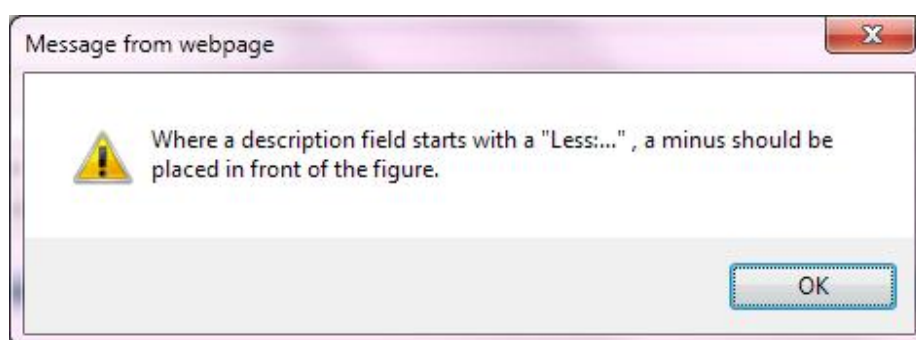 Message from webpage
Where a description field starts with a "Less:..." , a minus should be
placed in front of the figure.
OK